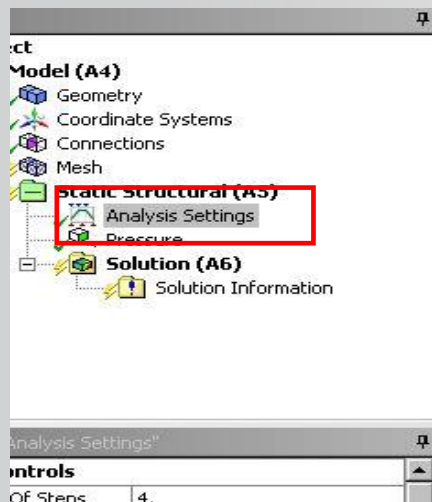 ect
Model (A4)
Geometry
Coordinate Systems
Connections
Mesh
Static Structural (A5)
Analysis Settings
Pressure
Solution (A6)
Solution Information
Analysis Settings"
ontrols
Of Steps 4.